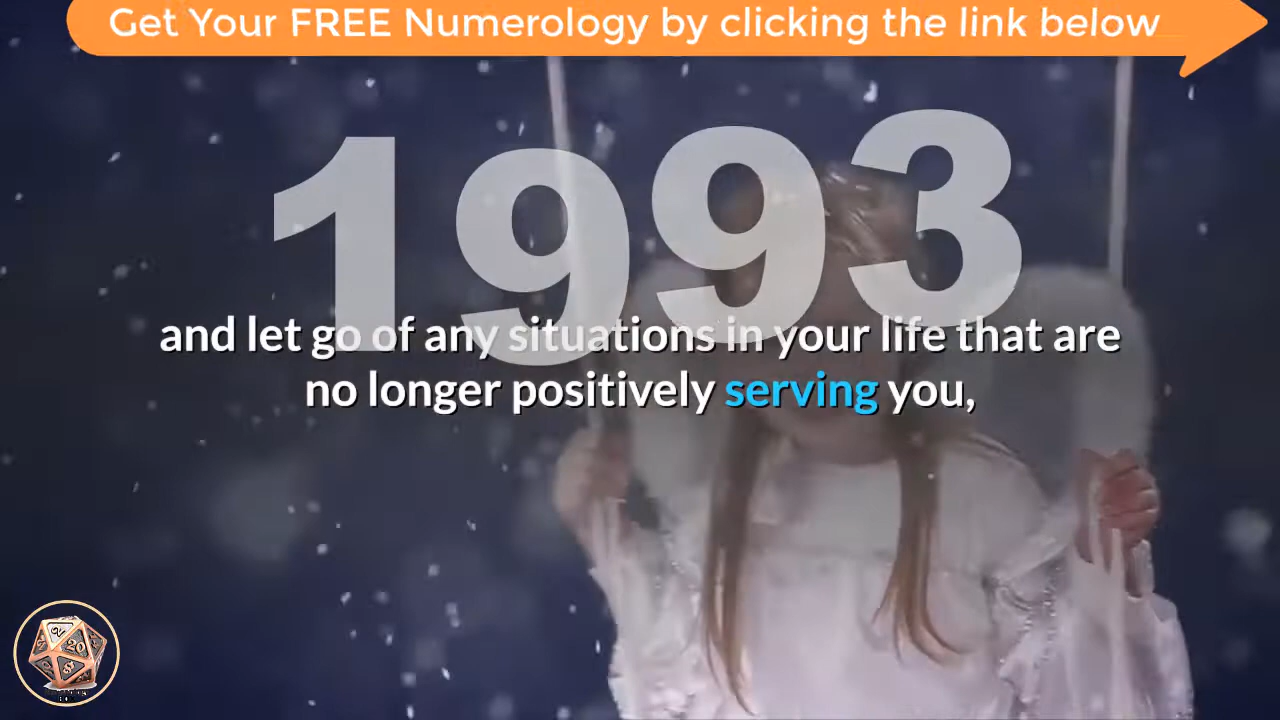 Get Your FREE Numerology by clicking the link below
1993
and let go of any situations in your life that are
no longer positively serving you,
20